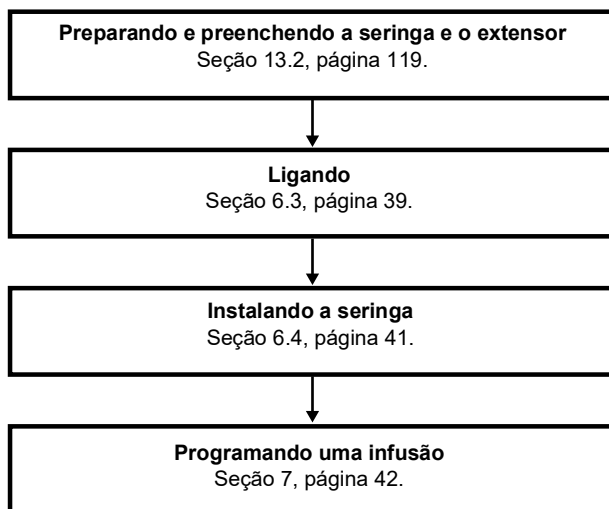 Preparando e preenchendo a seringa e o extensor
Seção 13.2, página 119.
Ligando
Seção 6.3, página 39.
Instalando a seringa
Seção 6.4, página 41.
Programando uma infusão
Seção 7, página 42.